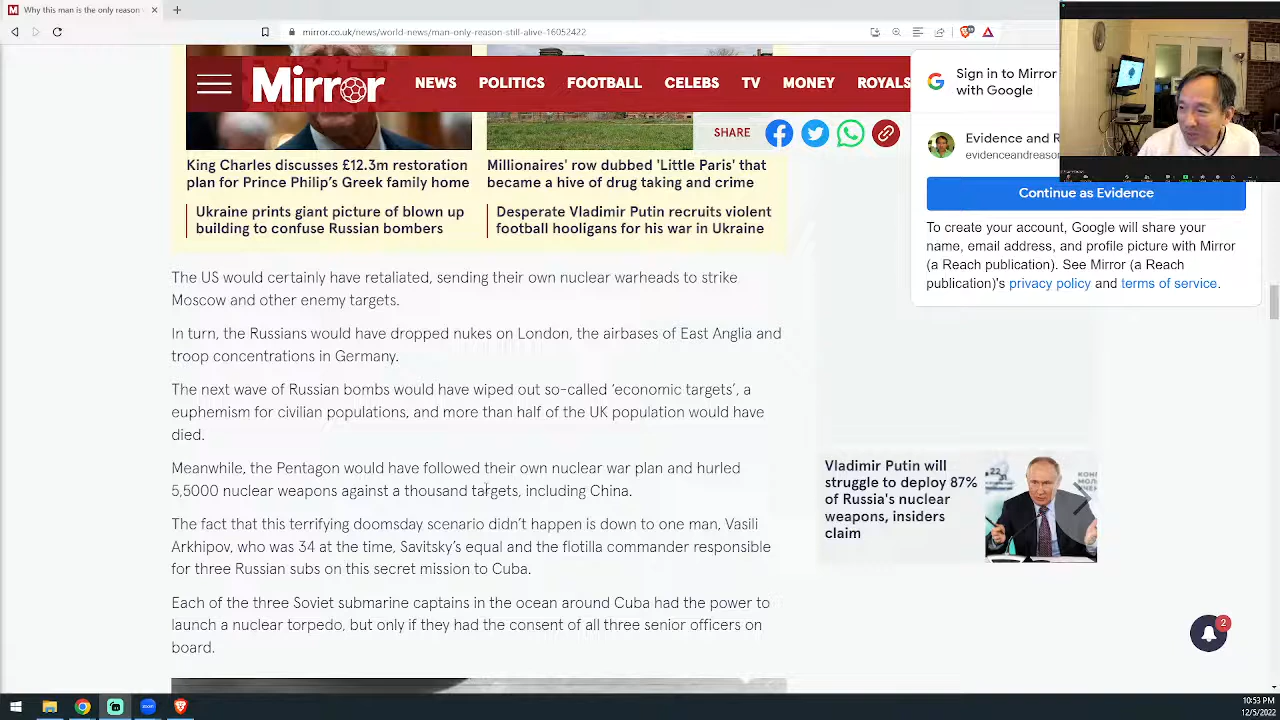 Why this man is the only reason
mirror.co.uk/news/world-news/man-only-reason-still-alive-
Mirror
NEWS POLITICS FOOTBALL CELEBS TV MONEY ROYALS
SHARE
King Charles discusses £12.3m restoration
plan for Prince Philip's Greek family home
Millionaires' row dubbed 'Little Paris' that
became a hive of drug taking and crime
Ukraine prints giant picture of blown up
building to confuse Russian bombers
Desperate Vladimir Putin recruits violent
football hooligans for his war in Ukraine
The US would certainly have retaliated, sending their own nuclear warheads to strike
Moscow and other enemy targets.
In turn, the Russians would have dropped nukes on London, the airbases of East Anglia and
troop concentrations in Germany.
The next wave of Russian bombs would have wiped out so-called 'economic targets', a
euphemism for civilian populations, and more than half of the UK population would have
died.
Meanwhile, the Pentagon would have followed their own nuclear war plan and hurled
5,5000 nuclear weapons against a thousand targets, including China.
The fact that this terrifying doomsday scenario didn't happen is down to one man, Vasili
Arkhipov, who was 34 at the time, Savitsky's equal and the flotilla commander responsible
for three Russian subs on this secret mission to Cuba.
Each of the three Soviet submarine captains in the ocean around Cuba had the power to
launch a nuclear torpedo, but only if they had the consent of all three senior officers on
board.
Sign in to Mirror
with Google
Evidence and R
evidenceandreaso
Continue as Evidence
To create your account, Google will share your
name, email address, and profile picture with Mirror
(a Reach publication). See Mirror (a Reach
publication)'s privacy policy and terms of service.
Vladimir Putin will
struggle to deploy 87%
of Russia's nuclear
weapons, insiders
claim
2
10:53 PM
12/5/2022